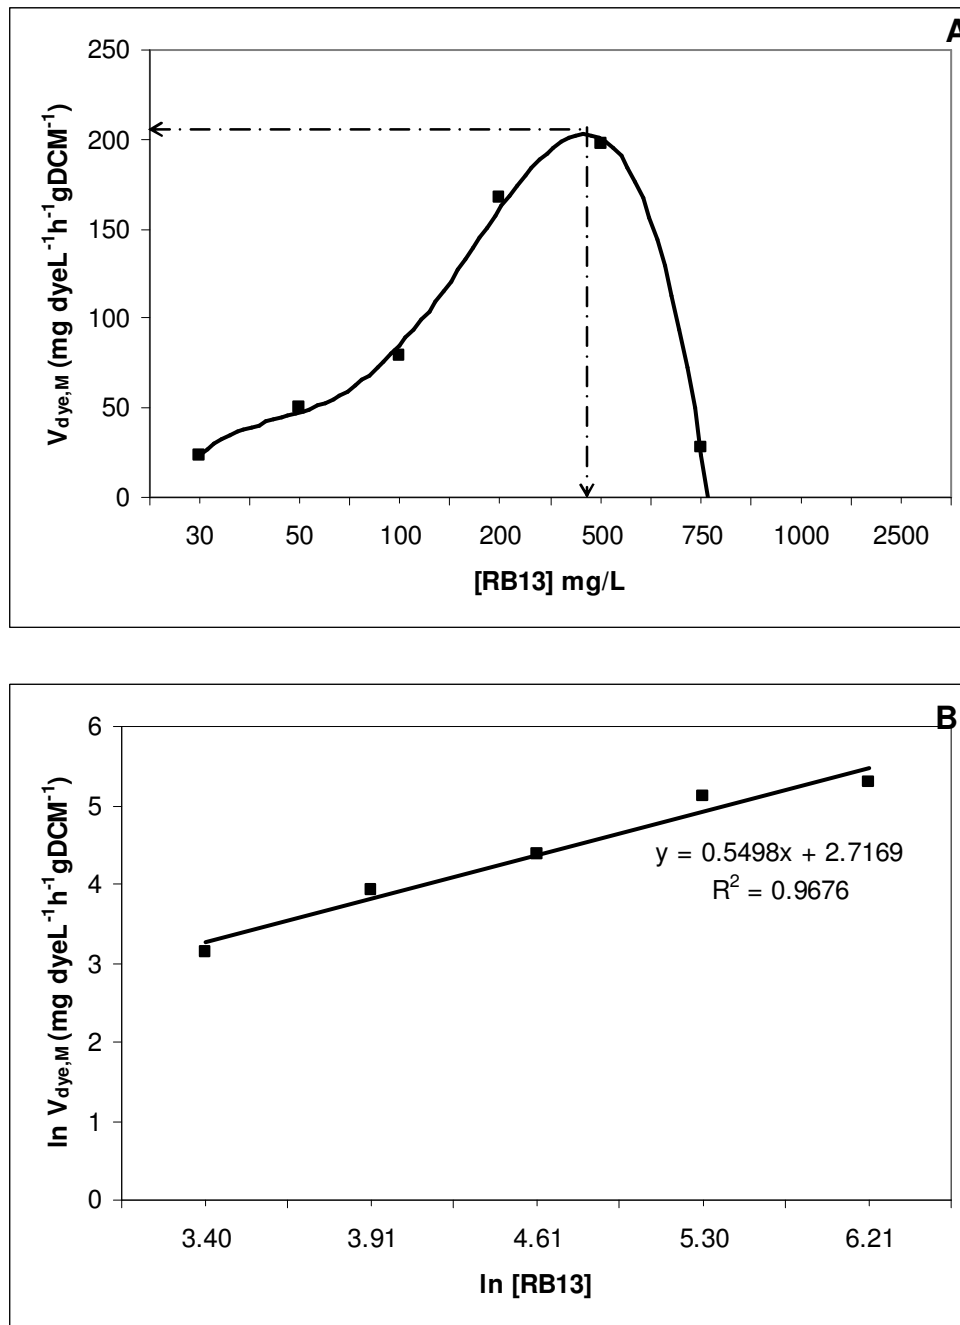 A
250
200
150
100
50
0
V_dye,M (mg dyeL⁻¹h⁻¹gDCM⁻¹)
30 50 100 200 500 750 1000 2500
[RB13] mg/L
B
6
5
4
3
2
1
0
ln V_dye,M (mg dyeL⁻¹h⁻¹gDCM⁻¹)
y = 0.5498x + 2.7169
R² = 0.9676
3.40 3.91 4.61 5.30 6.21
ln [RB13]